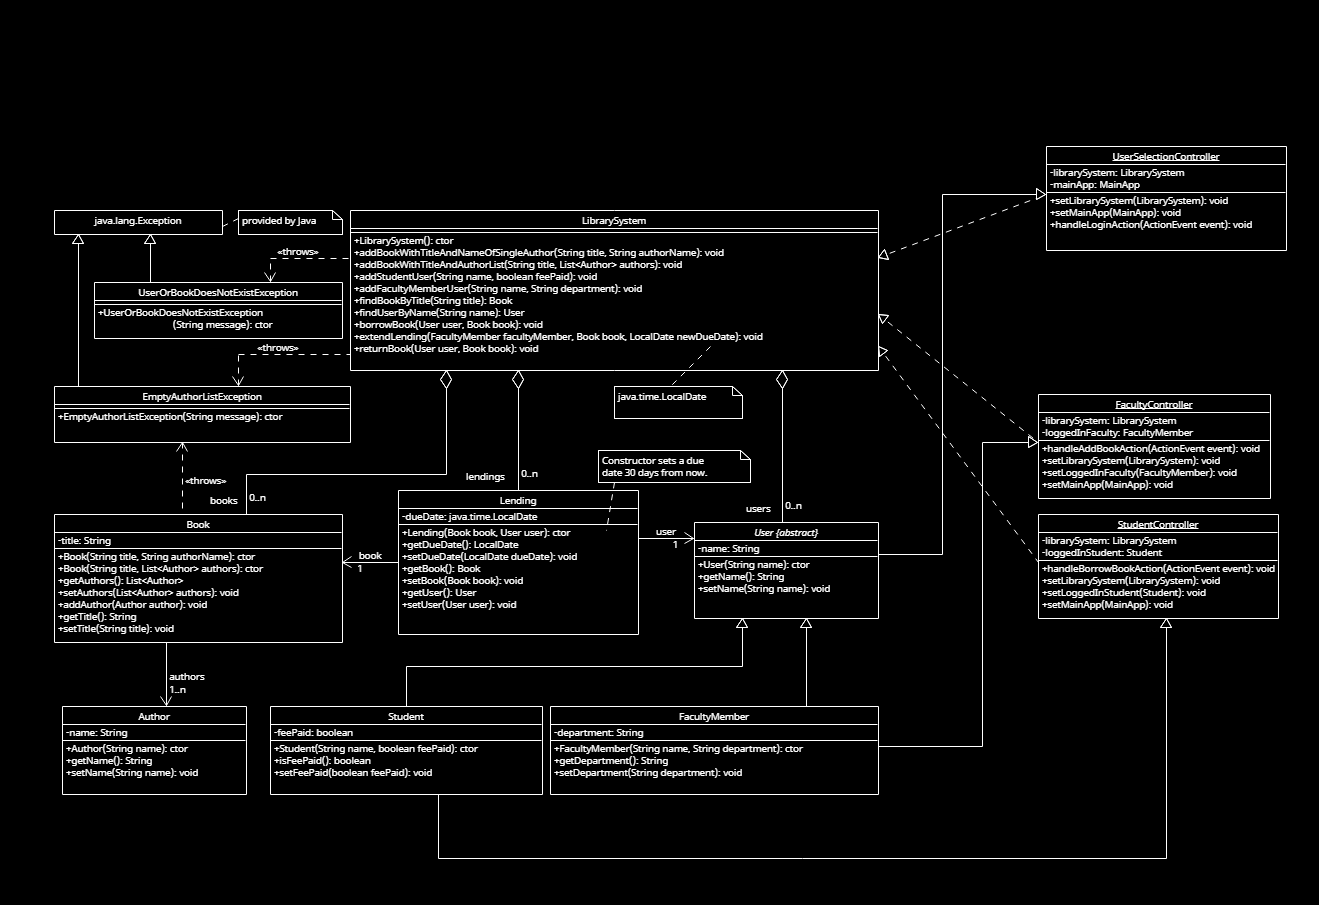 UserSelectionController
-librarySystem: LibrarySystem
-mainApp: MainApp
+setLibrarySystem(LibrarySystem): void
+setMainApp(MainApp): void
+handleLoginAction(ActionEvent event): void
java.lang.Exception
provided by Java
LibrarySystem
+LibrarySystem(): ctor
+addBookWithTitleAndNameOfSingleAuthor(String title, String authorName): void
+addBookWithTitleAndAuthorList(String title, List<Author> authors): void
+addStudentUser(String name, boolean feePaid): void
+addFacultyMemberUser(String name, String department): void
+findBookByTitle(String title): Book
+findUserByName(String name): User
+borrowBook(User user, Book book): void
+extendLending(FacultyMember facultyMember, Book book, LocalDate newDueDate): void
+returnBook(User user, Book book): void
«throws»
UserOrBookDoesNotExistException
+UserOrBookDoesNotExistException
(String message): ctor
«throws»
EmptyAuthorListException
+EmptyAuthorListException(String message): ctor
java.time.LocalDate
FacultyController
-librarySystem: LibrarySystem
-loggedInFaculty: FacultyMember
+handleAddBookAction(ActionEvent event): void
+setLibrarySystem(LibrarySystem): void
+setLoggedInFaculty(FacultyMember): void
+setMainApp(MainApp): void
Constructor sets a due
date 30 days from now.
«throws»
books
0..n
lendings
0..n
users
0..n
Book
-title: String
+Book(String title, String authorName): ctor
+Book(String title, List<Author> authors): ctor
+getAuthors(): List<Author>
+setAuthors(List<Author> authors): void
+addAuthor(Author author): void
+getTitle(): String
+setTitle(String title): void
book
1
Lending
-dueDate: java.time.LocalDate
+Lending(Book book, User user): ctor
+getDueDate(): LocalDate
+setDueDate(LocalDate dueDate): void
+getBook(): Book
+setBook(Book book): void
+getUser(): User
+setUser(User user): void
user
1
User {abstract}
-name: String
+User(String name): ctor
+getName(): String
+setName(String name): void
StudentController
-librarySystem: LibrarySystem
-loggedInStudent: Student
+handleBorrowBookAction(ActionEvent event): void
+setLibrarySystem(LibrarySystem): void
+setLoggedInStudent(Student): void
+setMainApp(MainApp): void
authors
1..n
Author
-name: String
+Author(String name): ctor
+getName(): String
+setName(String name): void
Student
-feePaid: boolean
+Student(String name, boolean feePaid): ctor
+isFeePaid(): boolean
+setFeePaid(boolean feePaid): void
FacultyMember
-department: String
+FacultyMember(String name, String department): ctor
+getDepartment(): String
+setDepartment(String department): void